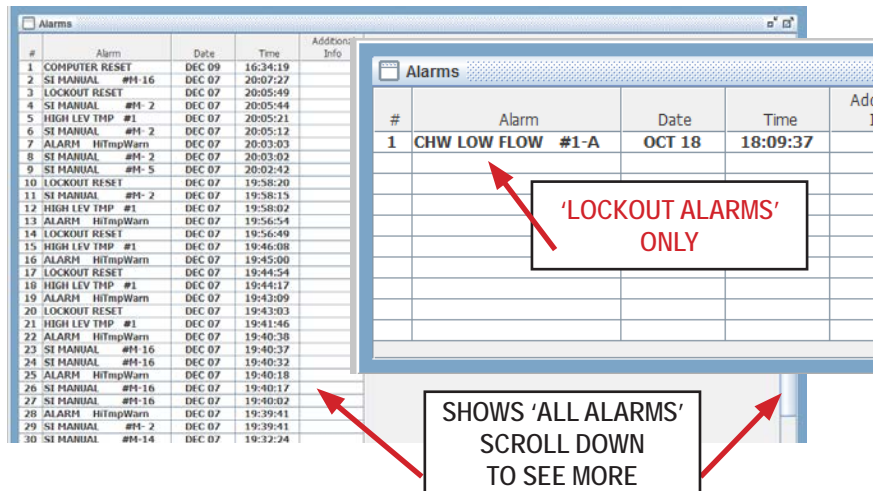 Alarms
# Alarm Date Time Additional Info
1 COMPUTER RESET DEC 09 16:34:19
2 SI MANUAL #M-16 DEC 07 20:07:27
3 LOCKOUT RESET DEC 07 20:05:49
4 SI MANUAL #M- 2 DEC 07 20:05:44
5 HIGH LEV TMP #1 DEC 07 20:05:21
6 SI MANUAL #M- 2 DEC 07 20:05:12
7 ALARM HiTmpWarn DEC 07 20:03:03
8 SI MANUAL #M- 2 DEC 07 20:03:02
9 SI MANUAL #M- 5 DEC 07 20:02:42
10 LOCKOUT RESET DEC 07 19:58:20
11 SI MANUAL #M- 2 DEC 07 19:58:15
12 HIGH LEV TMP #1 DEC 07 19:58:02
13 ALARM HiTmpWarn DEC 07 19:56:54
14 LOCKOUT RESET DEC 07 19:56:49
15 HIGH LEV TMP #1 DEC 07 19:46:08
16 ALARM HiTmpWarn DEC 07 19:45:00
17 LOCKOUT RESET DEC 07 19:44:54
18 HIGH LEV TMP #1 DEC 07 19:44:17
19 ALARM HiTmpWarn DEC 07 19:43:09
20 LOCKOUT RESET DEC 07 19:43:03
21 HIGH LEV TMP #1 DEC 07 19:41:46
22 ALARM HiTmpWarn DEC 07 19:40:38
23 SI MANUAL #M-16 DEC 07 19:40:37
24 SI MANUAL #M-16 DEC 07 19:40:32
25 ALARM HiTmpWarn DEC 07 19:40:18
26 SI MANUAL #M-16 DEC 07 19:40:17
27 SI MANUAL #M-16 DEC 07 19:40:02
28 ALARM HiTmpWarn DEC 07 19:39:41
29 SI MANUAL #M- 2 DEC 07 19:39:41
30 SI MANUAL #M-14 DEC 07 19:32:24
Alarms
# Alarm Date Time
1 CHW LOW FLOW #1-A OCT 18 18:09:37
'LOCKOUT ALARMS'
ONLY
SHOWS 'ALL ALARMS'
SCROLL DOWN
TO SEE MORE